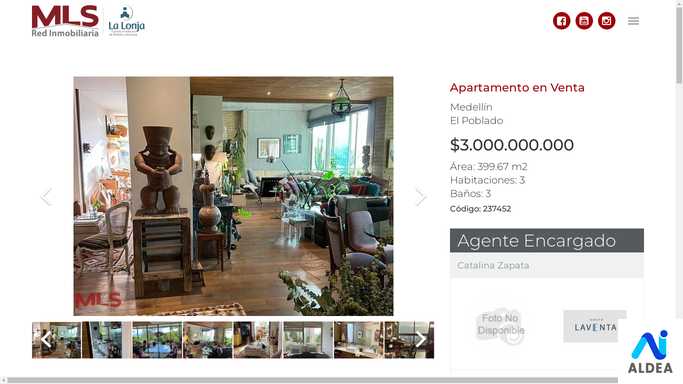 MLS
Red Inmobiliaria
La Lonja
Apartamento en Venta
Medellín
El Poblado
$3.000.000.000
Área: 399.67 m2
Habitaciones: 3
Baños: 3
Código: 237452
Agente Encargado
Catalina Zapata
MLS
Foto No
Disponible
LAVENTA
ALDEA